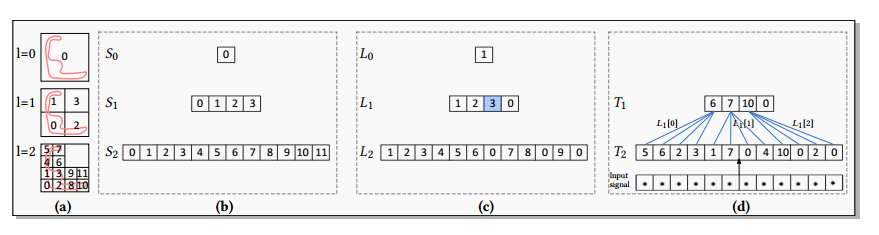 l=0
0
S0
0
L0
1
l=1
1 3
0 2
S1
0 1 2 3
L1
1 2 3 0
T1
6 7 10 0
L1[0] L1[1] L1[2]
l=2
5 7
4 6
1 3 9 11
0 2 8 10
S2
0 1 2 3 4 5 6 7 8 9 10 11
L2
1 2 3 4 5 6 0 7 8 0 9 0
T2
5 6 2 3 1 7 0 4 10 0 2 0
Input
signal
* * * * * * * * * * * *
(a) (b) (c) (d)